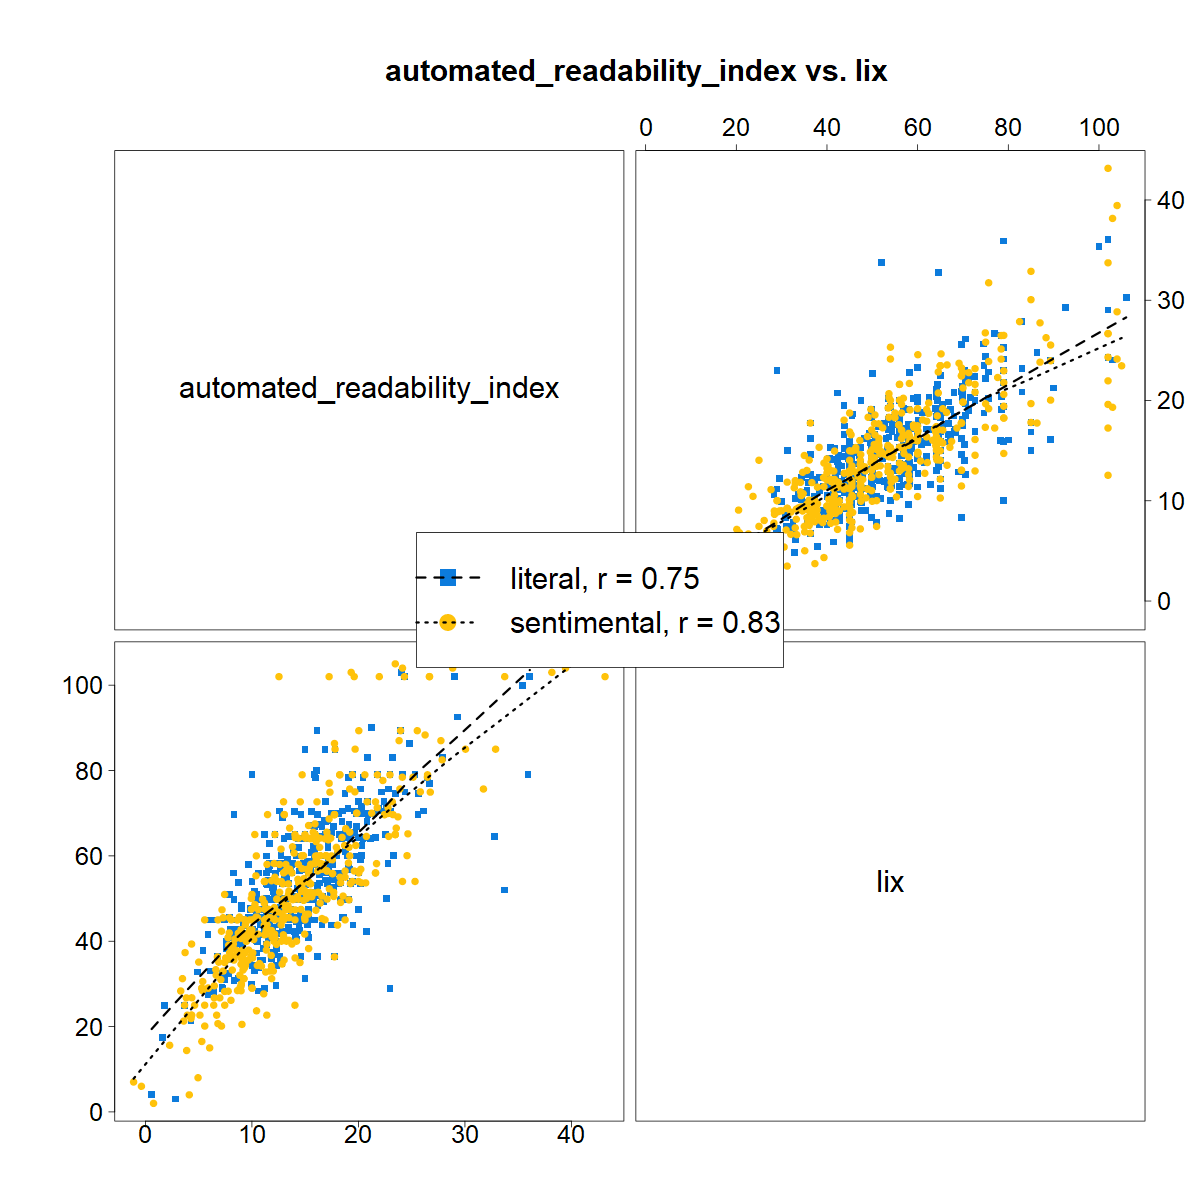 automated_readability_index vs. lix
0 20 40 60 80 100
automated_readability_index
40
30
20
10
0
literal, r = 0.75
sentimental, r = 0.83
100
80
60
40
20
0
lix
0 10 20 30 40